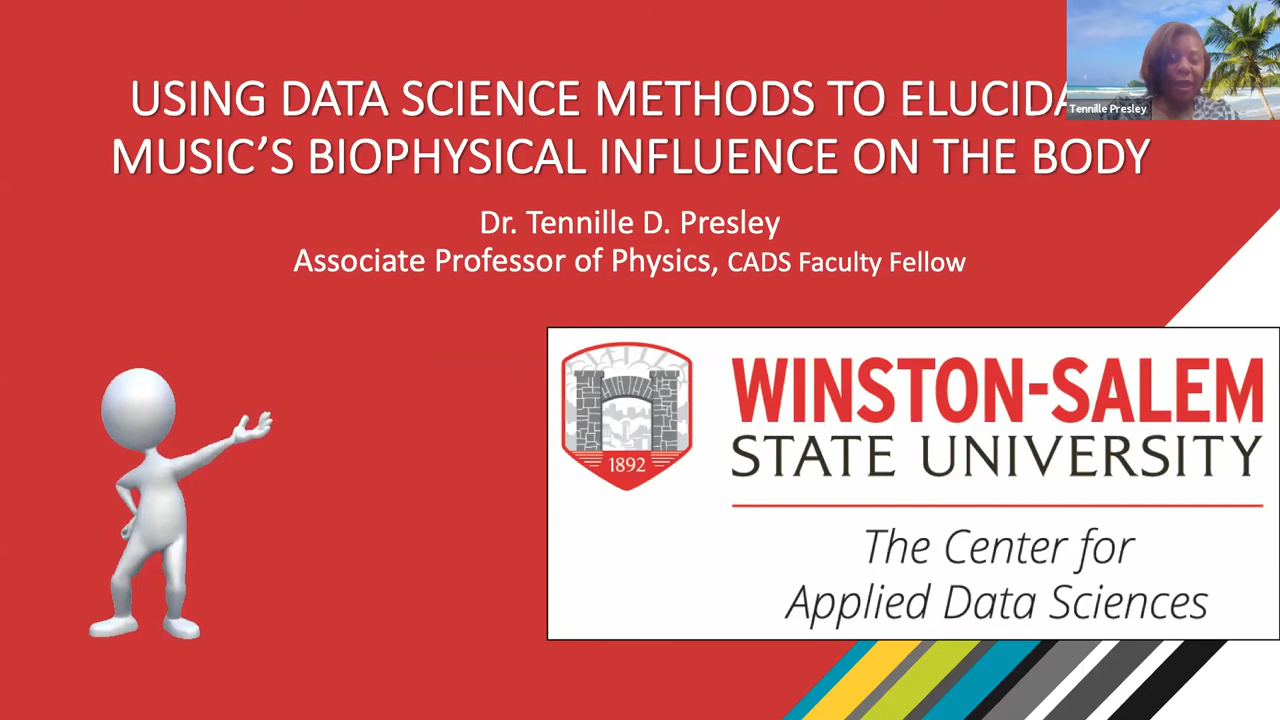 USING DATA SCIENCE METHODS TO
MUSIC'S BIOPHYSICAL INFLUENCE ON THE BODY
Tennille Presley
Dr. Tennille D. Presley
Associate Professor of Physics, CADS Faculty Fellow
1892
WINSTON-SALEM
STATE UNIVERSITY
The Center for
Applied Data Sciences